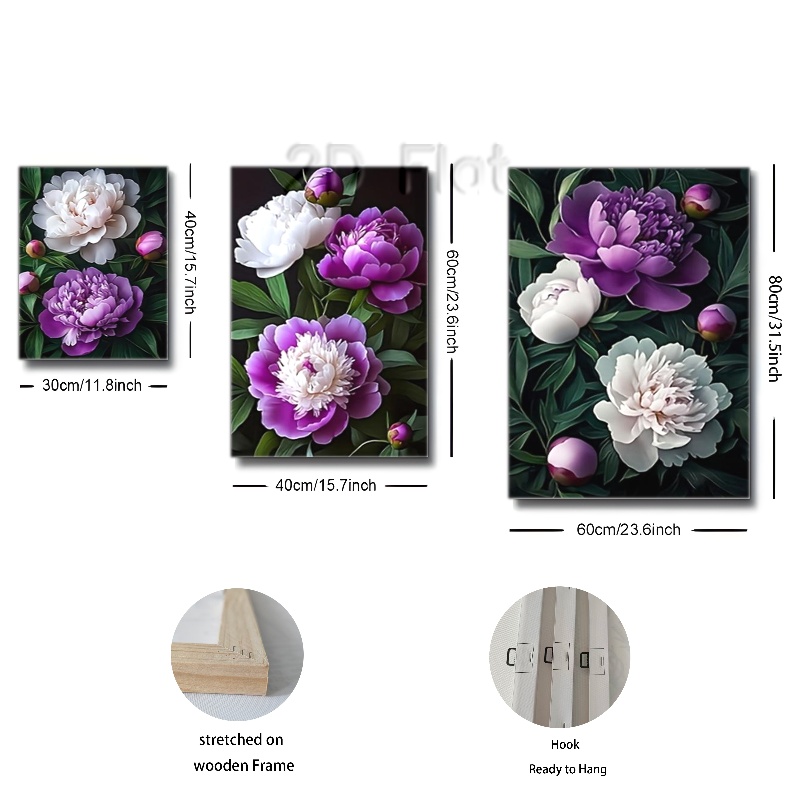 2D Flat
40cm/15.7inch
30cm/11.8inch
60cm/23.6inch
40cm/15.7inch
80cm/31.5inch
60cm/23.6inch
stretched on
wooden Frame
Hook
Ready to Hang